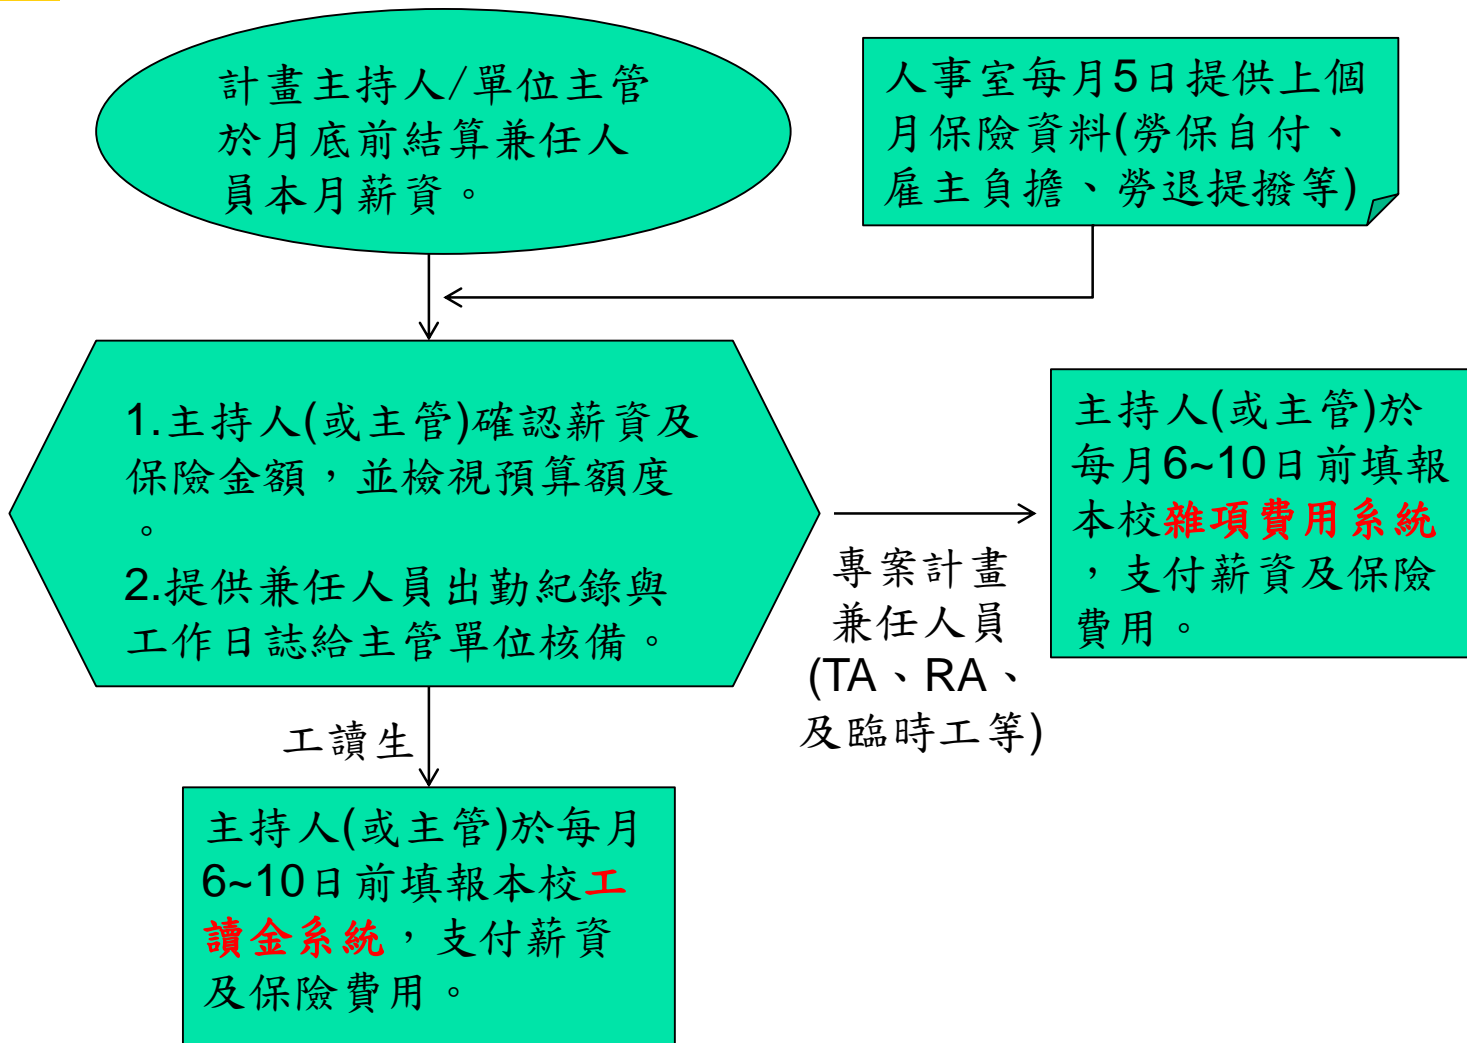 計畫主持人/單位主管
於月底前結算兼任人
員本月薪資。
人事室每月5日提供上個
月保險資料(勞保自付、
雇主負擔、勞退提撥等)
1.主持人(或主管)確認薪資及
保險金額，並檢視預算額度
。
2.提供兼任人員出勤紀錄與
工作日誌給主管單位核備。
專案計畫
兼任人員
(TA、RA、
及臨時工等)
主持人(或主管)於
每月6~10日前填報
本校雜項費用系統
，支付薪資及保險
費用。
工讀生
主持人(或主管)於每月
6~10日前填報本校工
讀金系統，支付薪資
及保險費用。